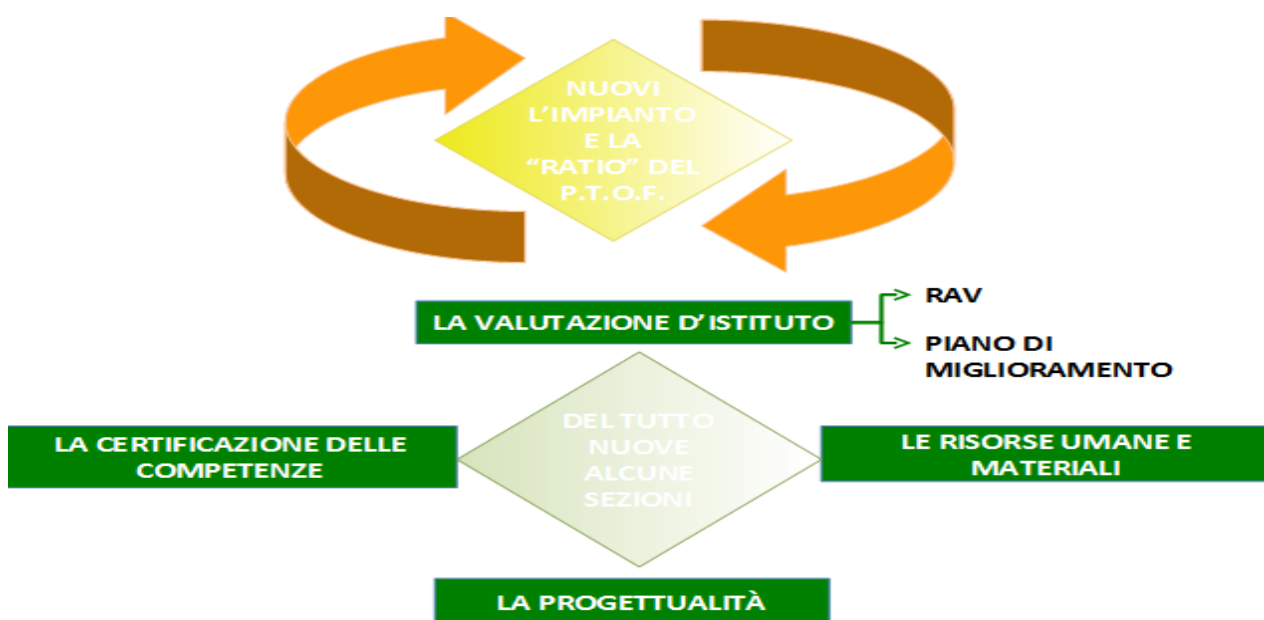 NUOVI
L'IMPIANTO
E LA
“RATIO” DEL
P.T.O.F.
LA VALUTAZIONE D'ISTITUTO
RAV
PIANO DI
MIGLIORAMENTO
DEL TUTTO
NUOVE
ALCUNE
SEZIONI
LA CERTIFICAZIONE DELLE
COMPETENZE
LE RISORSE UMANE E
MATERIALI
LA PROGETTUALITÀ